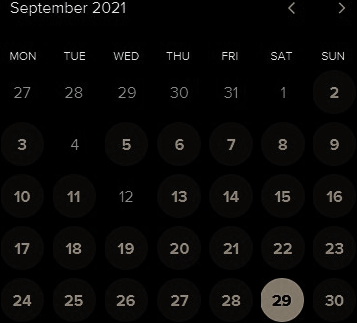 September 2021
MON TUE WED THU FRI SAT SUN
27 28 29 30 31 1 2
3 4 5 6 7 8 9
10 11 12 13 14 15 16
17 18 19 20 21 22 23
24 25 26 27 28 29 30